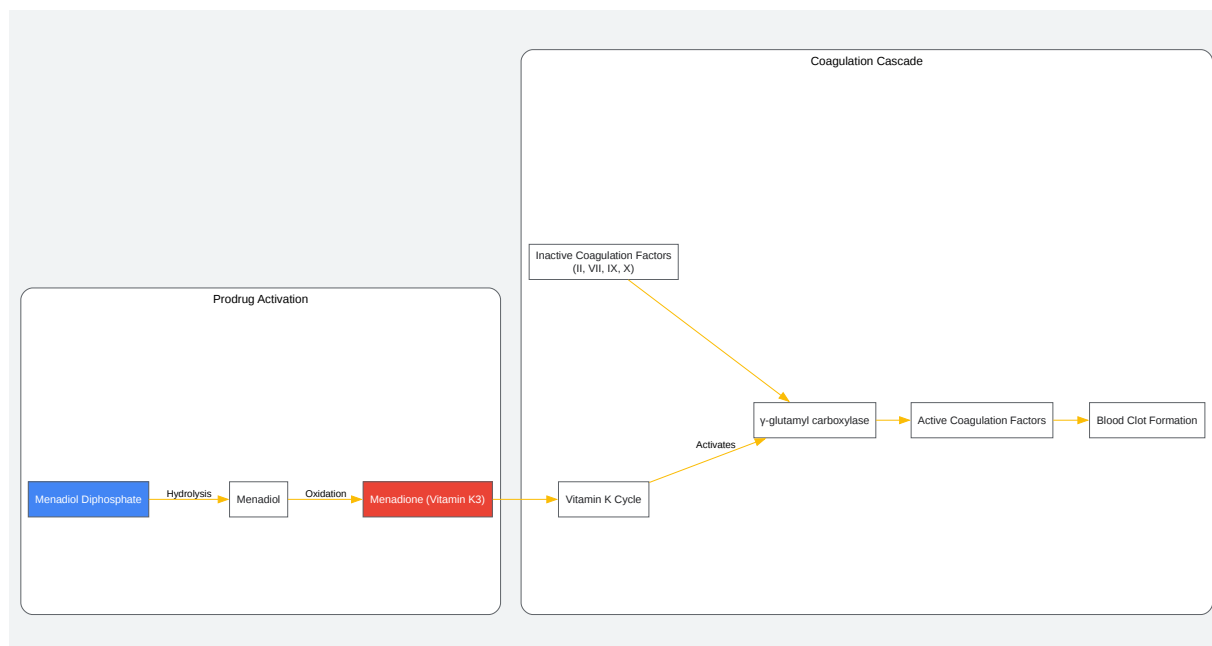 Coagulation Cascade
Inactive Coagulation Factors
(II, VII, IX, X)
Prodrug Activation
γ-glutamyl carboxylase
Active Coagulation Factors
Blood Clot Formation
Activates
Menadiol Diphosphate
Hydrolysis
Menadiol
Oxidation
Menadione (Vitamin K3)
Vitamin K Cycle